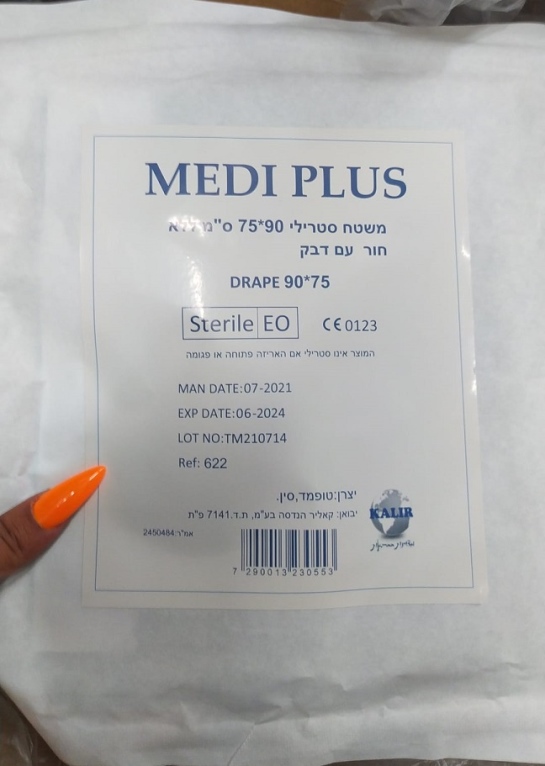 MEDI PLUS
משטח סטרילי 75*90 ס"מ ללא
חור עם דבק
DRAPE 90*75
Sterile EO CE 0123
המוצר אינו סטרילי אם האריזה פתוחה או פגומה
MAN DATE:07-2021
EXP DATE:06-2024
LOT NO:TM210714
Ref: 622
יצרן:טופמד,סין.
יבואן: קאליר הנדסה בע"מ, ת.ד.7141 פ"ת
KALIR
אמ"ר:2450484
7 290013 230553